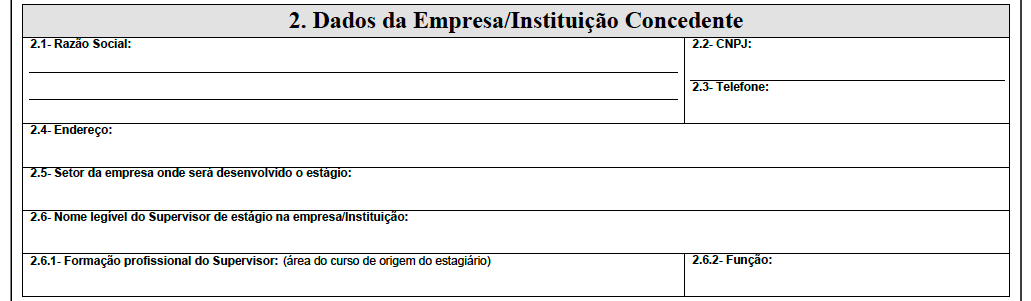 2. Dados da Empresa/Instituição Concedente
2.1- Razão Social:
2.2- CNPJ:
2.3- Telefone:
2.4- Endereço:
2.5- Setor da empresa onde será desenvolvido o estágio:
2.6- Nome legível do Supervisor de estágio na empresa/Instituição:
2.6.1- Formação profissional do Supervisor: (área do curso de origem do estagiário)
2.6.2- Função: